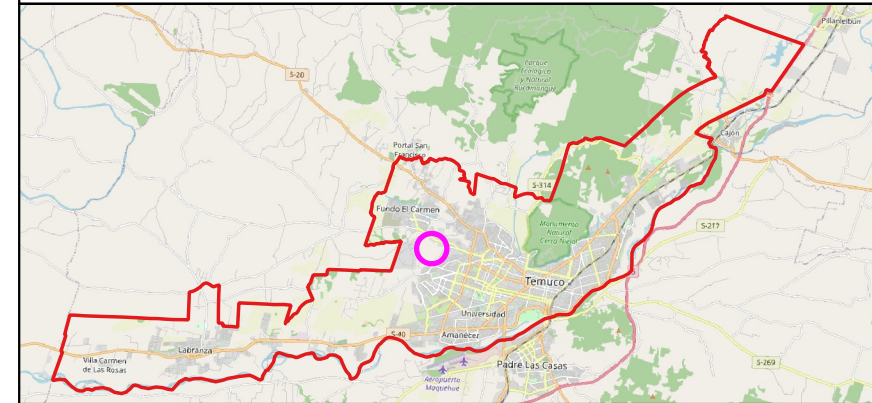 Pillanlelbún
S-20
Parque
Ecológico
y Natural
Rucamanque
Cajón
Portal San
Francisco
S-314
Fundo El Carmen
Monumento
Natural
Cerro Ñielol
S-217
Temuco
Universidad
S-40
Amanecer
Labranza
Villa Carmen
de Las Rosas
Padre Las Casas
S-269
Aeropuerto
Maquehue